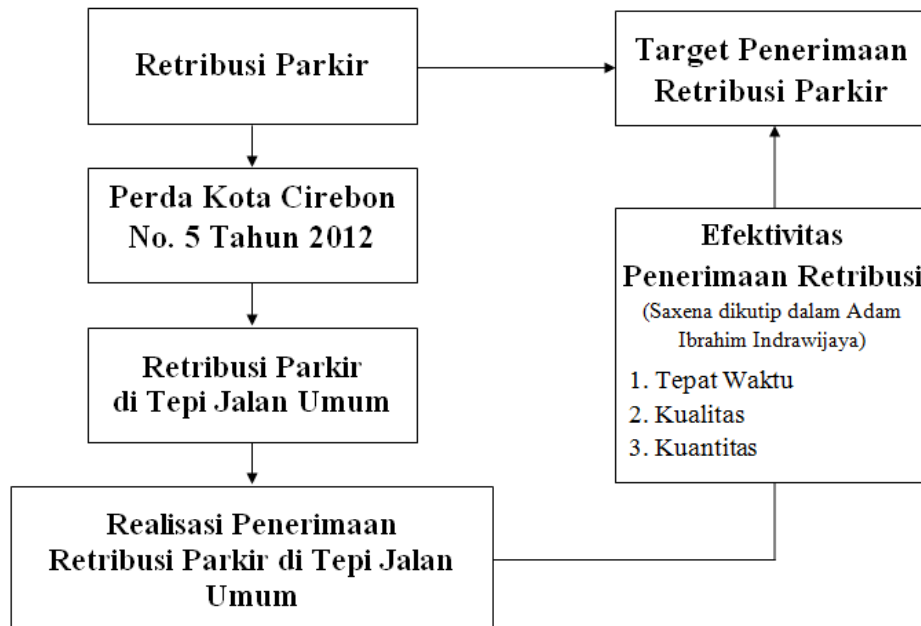 Retribusi Parkir
Target Penerimaan
Retribusi Parkir
Perda Kota Cirebon
No. 5 Tahun 2012
Efektivitas
Penerimaan Retribusi
(Saxena dikutip dalam Adam
Ibrahim Indrawijaya)
1. Tepat Waktu
2. Kualitas
3. Kuantitas
Retribusi Parkir
di Tepi Jalan Umum
Realisasi Penerimaan
Retribusi Parkir di Tepi Jalan
Umum